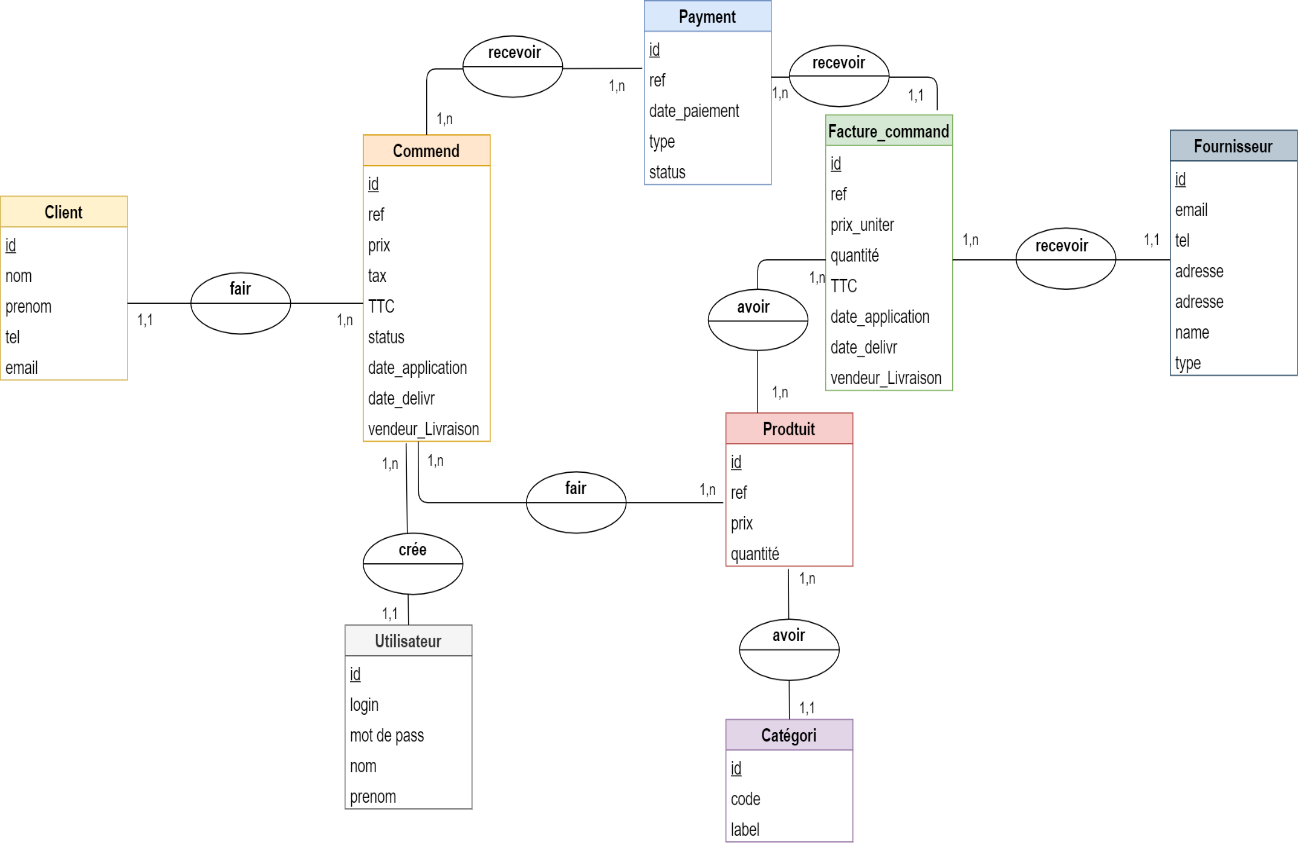 Payment
id
ref
date_paiement
type
status
recevoir
1,n
1,n
recevoir
1,n
1,1
Commend
id
ref
prix
tax
TTC
status
date_application
date_delivr
vendeur_Livraison
Facture_command
id
ref
prix_uniter
quantité
TTC
date_application
date_delivr
vendeur_Livraison
Fournisseur
id
email
tel
adresse
adresse
name
type
Client
id
nom
prenom
tel
email
fair
1,1
1,n
recevoir
1,n
1,1
avoir
1,n
1,n
Prodtuit
id
ref
prix
quantité
1,n
1,n
fair
1,n
crée
1,1
Utilisateur
id
login
mot de pass
nom
prenom
1,n
avoir
1,1
Catégori
id
code
label